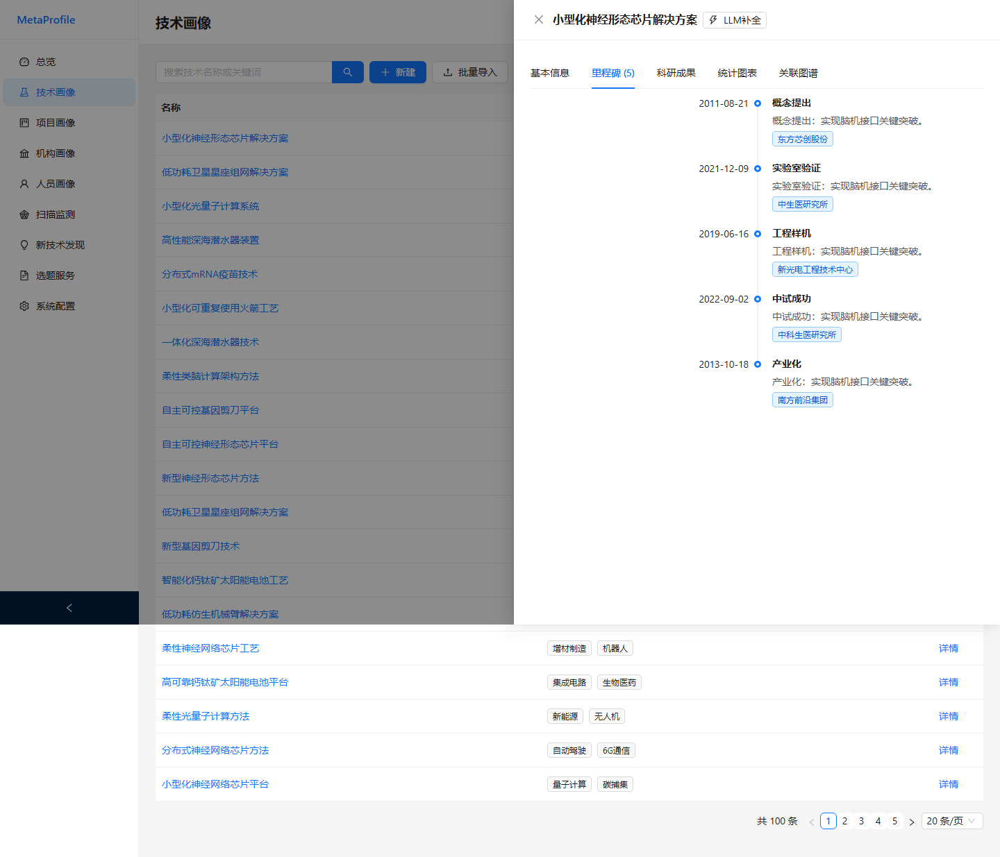 MetaProfile
总览
技术画像
项目画像
机构画像
人员画像
扫描监测
新技术发现
选题服务
系统配置
技术画像
搜索技术名称或关键词
新建
批量导入
名称
小型化神经形态芯片解决方案
低功耗卫星星座组网解决方案
小型化光量子计算系统
高性能深海潜水器装置
分布式mRNA疫苗技术
小型化可重复使用火箭工艺
一体化深海潜水器技术
柔性类脑计算架构方法
自主可控基因剪刀平台
自主可控神经形态芯片平台
新型神经形态芯片方法
低功耗卫星星座组网解决方案
新型基因剪刀技术
智能化钙钛矿太阳能电池工艺
低功耗仿生机械臂解决方案
柔性神经网络芯片工艺 增材制造 机器人 详情
高可靠钙钛矿太阳能电池平台 集成电路 生物医药 详情
柔性光量子计算方法 新能源 无人机 详情
分布式神经网络芯片方法 自动驾驶 6G通信 详情
小型化神经网络芯片平台 量子计算 碳捕集 详情
共 100 条 1 2 3 4 5 20 条/页
小型化神经形态芯片解决方案 LLM补全
基本信息 里程碑 (5) 科研成果 统计图表 关联图谱
2011-08-21 概念提出
概念提出：实现脑机接口关键突破。
东方芯创股份
2021-12-09 实验室验证
实验室验证：实现脑机接口关键突破。
中生医研究所
2019-06-16 工程样机
工程样机：实现脑机接口关键突破。
新光电工程技术中心
2022-09-02 中试成功
中试成功：实现脑机接口关键突破。
中科生医研究所
2013-10-18 产业化
产业化：实现脑机接口关键突破。
南方前沿集团